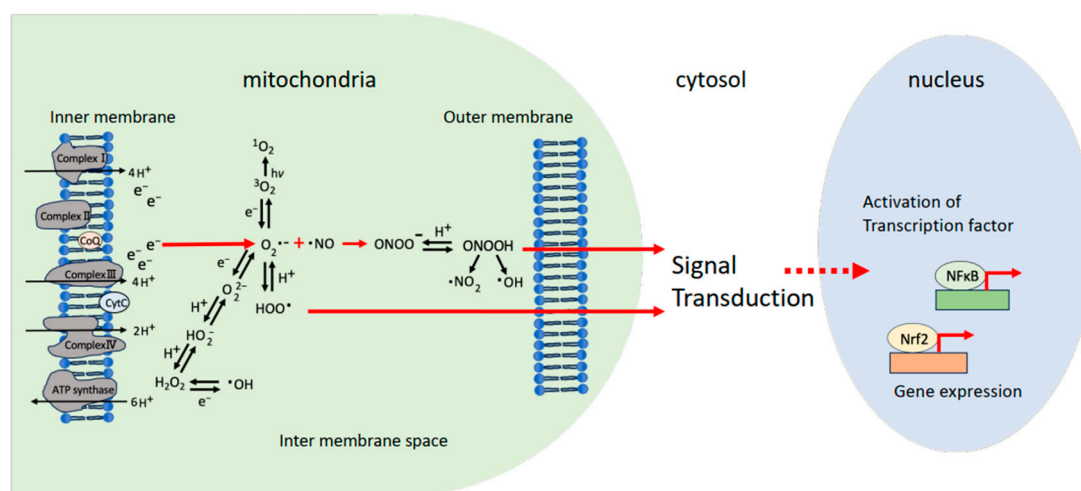 mitochondria
cytosol
nucleus
Inner membrane
Outer membrane
Complex Ⅰ
4H⁺
e⁻
e⁻
Complex Ⅱ
CoQ
e⁻ e⁻
e⁻
Complex Ⅲ
4H⁺
CytC
2H⁺
ComplexⅣ
ATP synthase
6H⁺
¹O₂
hν
³O₂
e⁻
O₂•⁻ + •NO
ONOO⁻
H⁺
ONOOH
•NO₂
•OH
e⁻
O₂²⁻
H⁺
HOO•
H⁺
HO₂⁻
H⁺
H₂O₂
e⁻
•OH
Inter membrane space
Signal
Transduction
Activation of
Transcription factor
NFκB
Nrf2
Gene expression